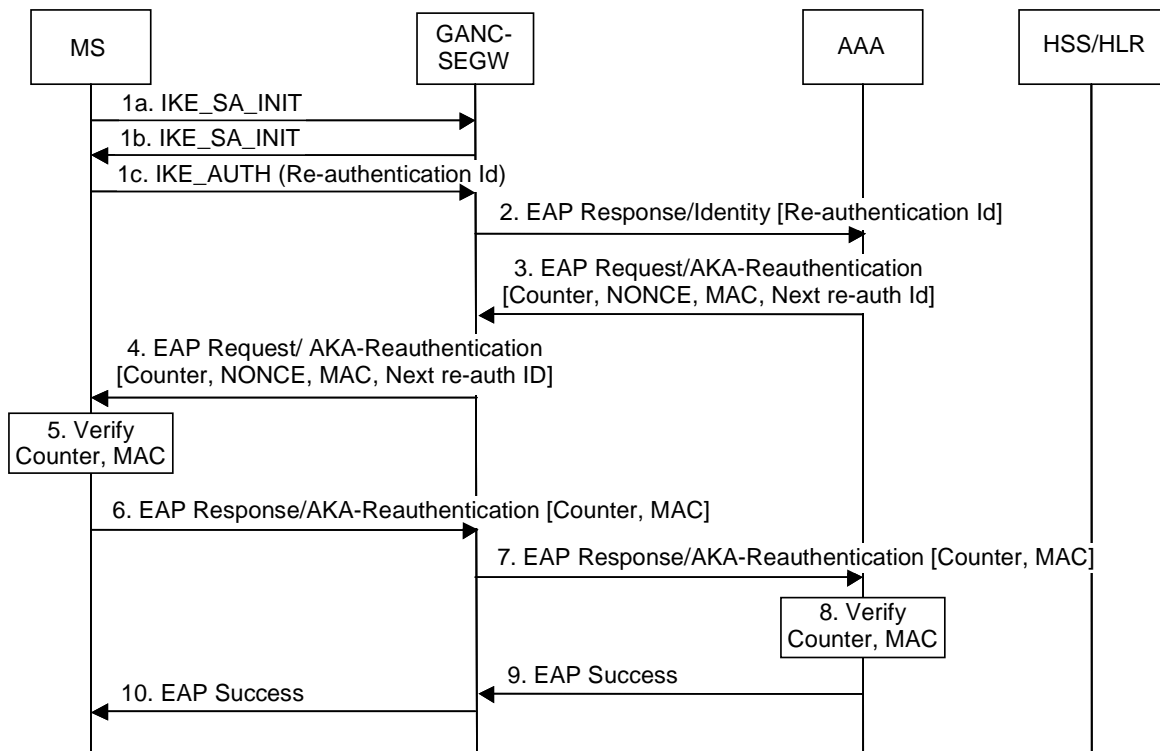 MS
GANC-
SEGW
AAA
HSS/HLR
1a. IKE_SA_INIT
1b. IKE_SA_INIT
1c. IKE_AUTH (Re-authentication Id)
2. EAP Response/Identity [Re-authentication Id]
3. EAP Request/AKA-Reauthentication
[Counter, NONCE, MAC, Next re-auth Id]
4. EAP Request/ AKA-Reauthentication
[Counter, NONCE, MAC, Next re-auth ID]
5. Verify
Counter, MAC
6. EAP Response/AKA-Reauthentication [Counter, MAC]
7. EAP Response/AKA-Reauthentication [Counter, MAC]
8. Verify
Counter, MAC
9. EAP Success
10. EAP Success